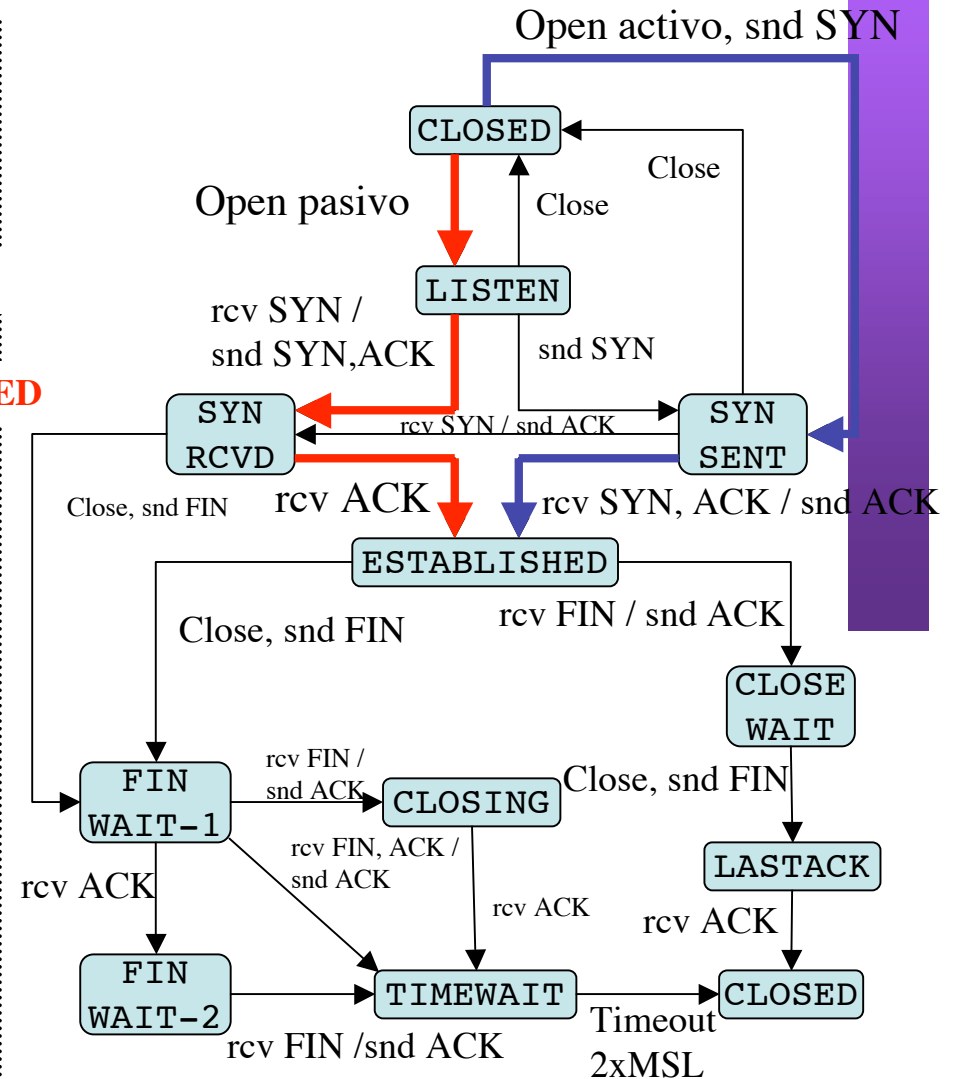 Open activo, snd SYN
CLOSED
Close
Open pasivo
Close
LISTEN
rcv SYN /
snd SYN,ACK
snd SYN
ED
SYN
RCVD
rcv SYN / snd ACK
SYN
SENT
Close, snd FIN
rcv ACK
rcv SYN, ACK / snd ACK
ESTABLISHED
Close, snd FIN
rcv FIN / snd ACK
CLOSE
WAIT
FIN
WAIT-1
rcv FIN /
snd ACK
CLOSING
Close, snd FIN
rcv FIN, ACK /
snd ACK
rcv ACK
rcv ACK
LASTACK
rcv ACK
FIN
WAIT-2
TIMEWAIT
CLOSED
rcv FIN /snd ACK
Timeout
2xMSL